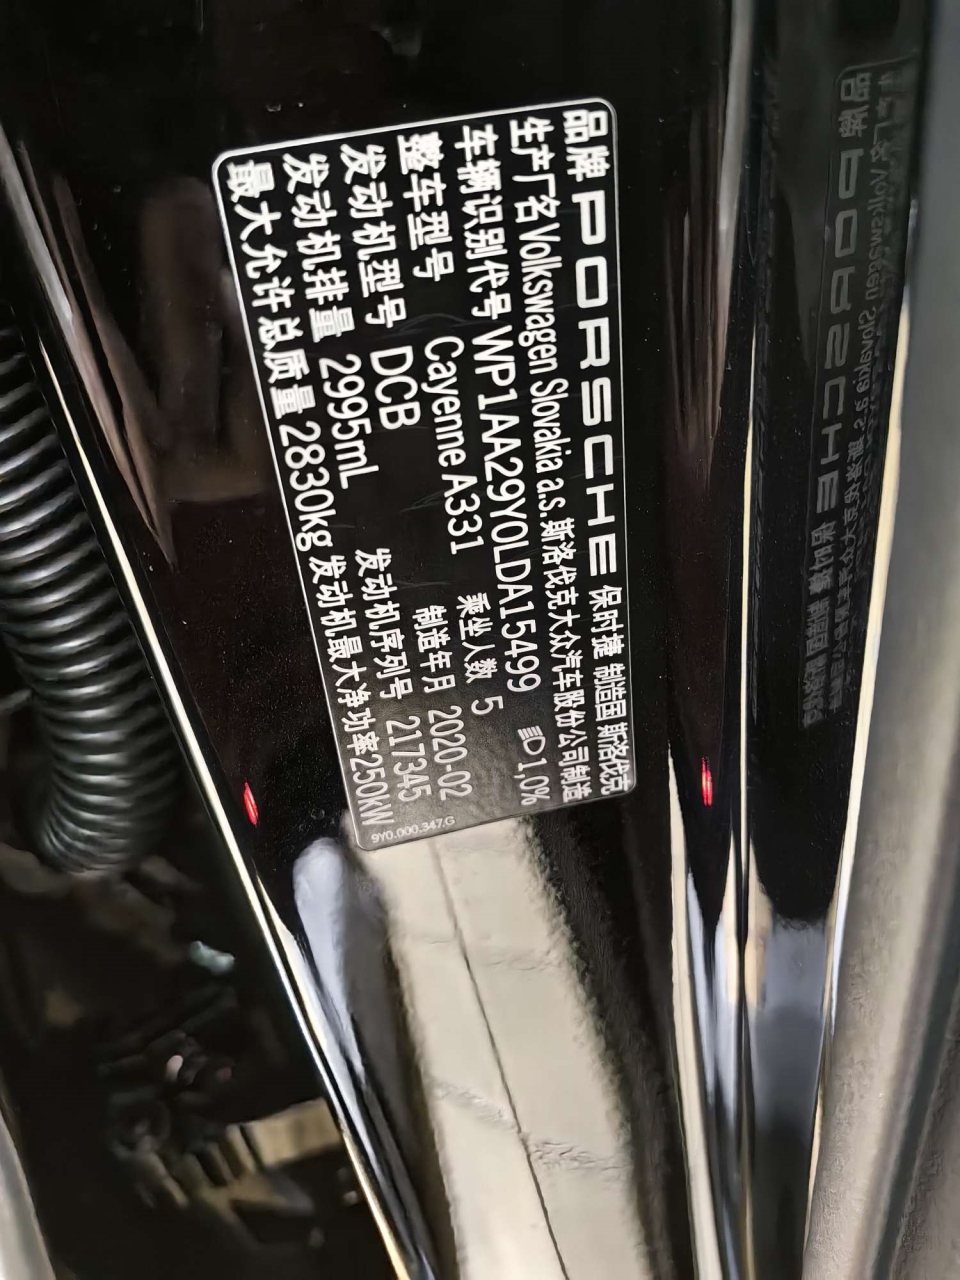 品牌 PORSCHE 保时捷 制造国 斯洛伐克
生产厂名 Volkswagen Slovakia a.s. 斯洛伐克大众汽车股份公司制造
车辆识别代号 WP1AA29Y0LDA15499 1,0%
整车型号 Cayenne A331 乘坐人数 5
发动机型号 DCB 制造年月 2020-02
发动机排量 2995mL 发动机序列号 217345
最大允许总质量 2830kg 发动机最大净功率 250kW
9Y0.000.347.G